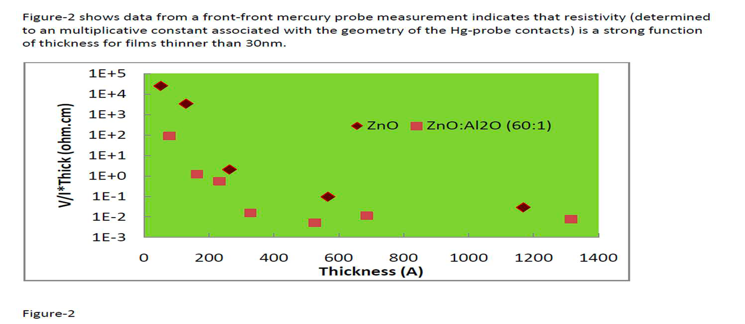 Figure-2 shows data from a front-front mercury probe measurement indicates that resistivity (determined
to an multiplicative constant associated with the geometry of the Hg-probe contacts) is a strong function
of thickness for films thinner than 30nm.
1E+5
1E+4
1E+3
1E+2
1E+1
1E+0
1E-1
1E-2
1E-3
V/I*Thick (ohm.cm)
ZnO ZnO:Al2O (60:1)
0 200 400 600 800 1000 1200 1400
Thickness (A)
Figure-2